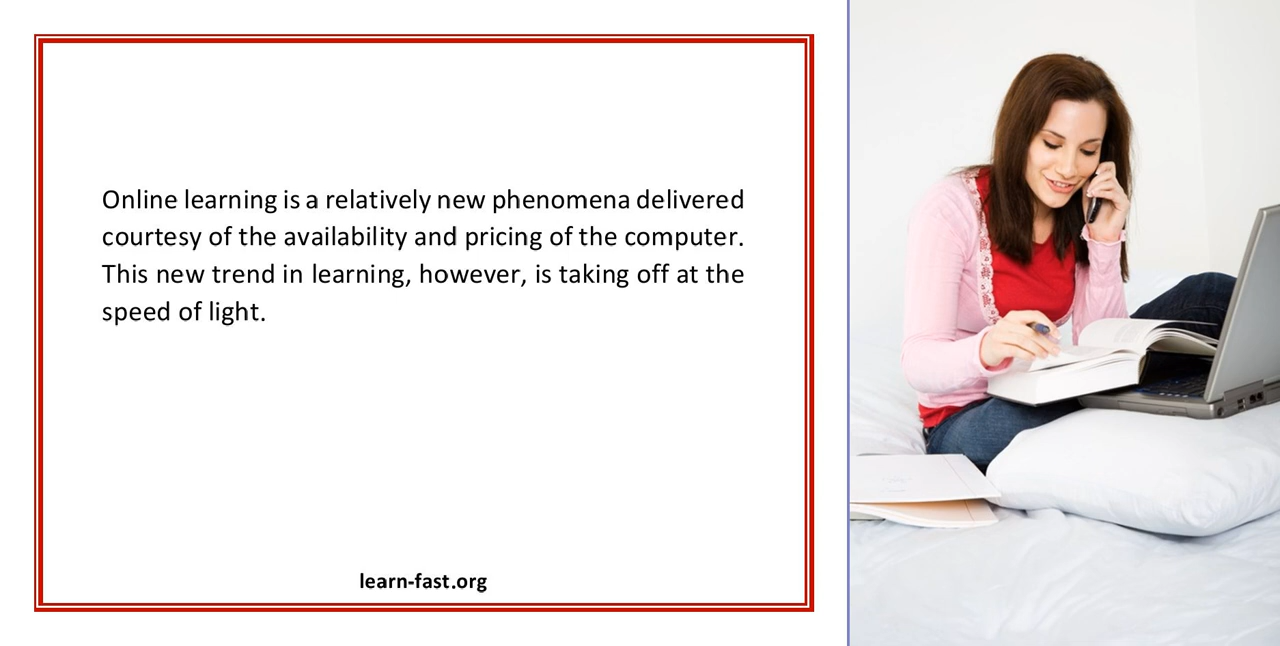 Online learning is a relatively new phenomena delivered
courtesy of the availability and pricing of the computer.
This new trend in learning, however, is taking off at the
speed of light.
learn-fast.org